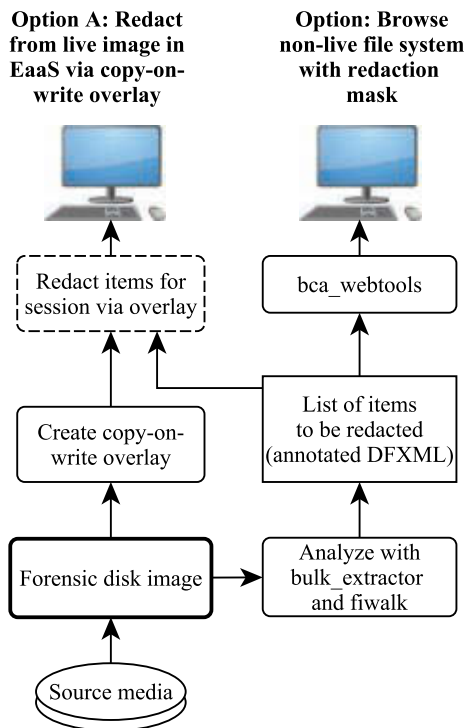 Option A: Redact
from live image in
EaaS via copy-on-
write overlay
Option: Browse
non-live file system
with redaction
mask
Redact items for
session via overlay
bca_webtools
Create copy-on-
write overlay
List of items
to be redacted
(annotated DFXML)
Forensic disk image
Analyze with
bulk_extractor
and fiwalk
Source media